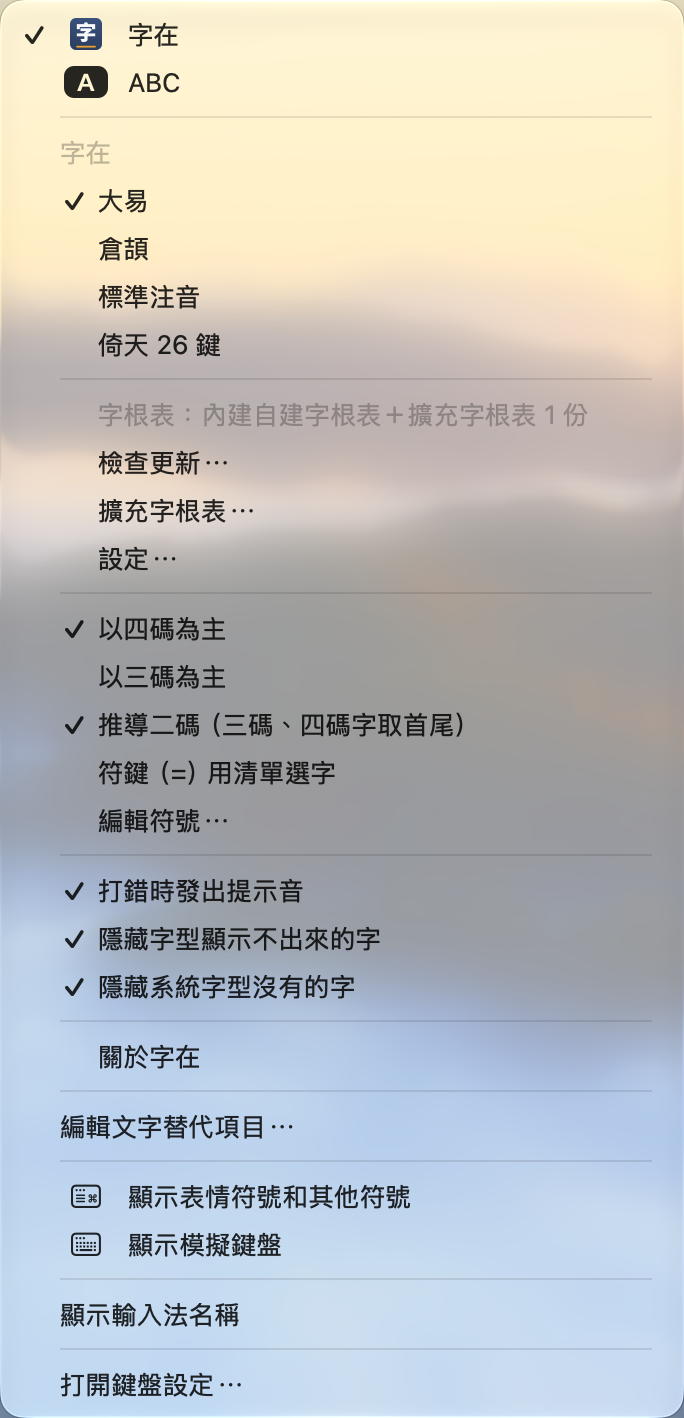 字 字在
A ABC
字在
大易
倉頡
標準注音
倚天 26 鍵
字根表：內建自建字根表＋擴充字根表 1 份
檢查更新⋯
擴充字根表⋯
設定⋯
以四碼為主
以三碼為主
推導二碼（三碼、四碼字取首尾）
符鍵（=）用清單選字
編輯符號⋯
打錯時發出提示音
隱藏字型顯示不出來的字
隱藏系統字型沒有的字
關於字在
編輯文字替代項目⋯
顯示表情符號和其他符號
顯示模擬鍵盤
顯示輸入法名稱
打開鍵盤設定⋯